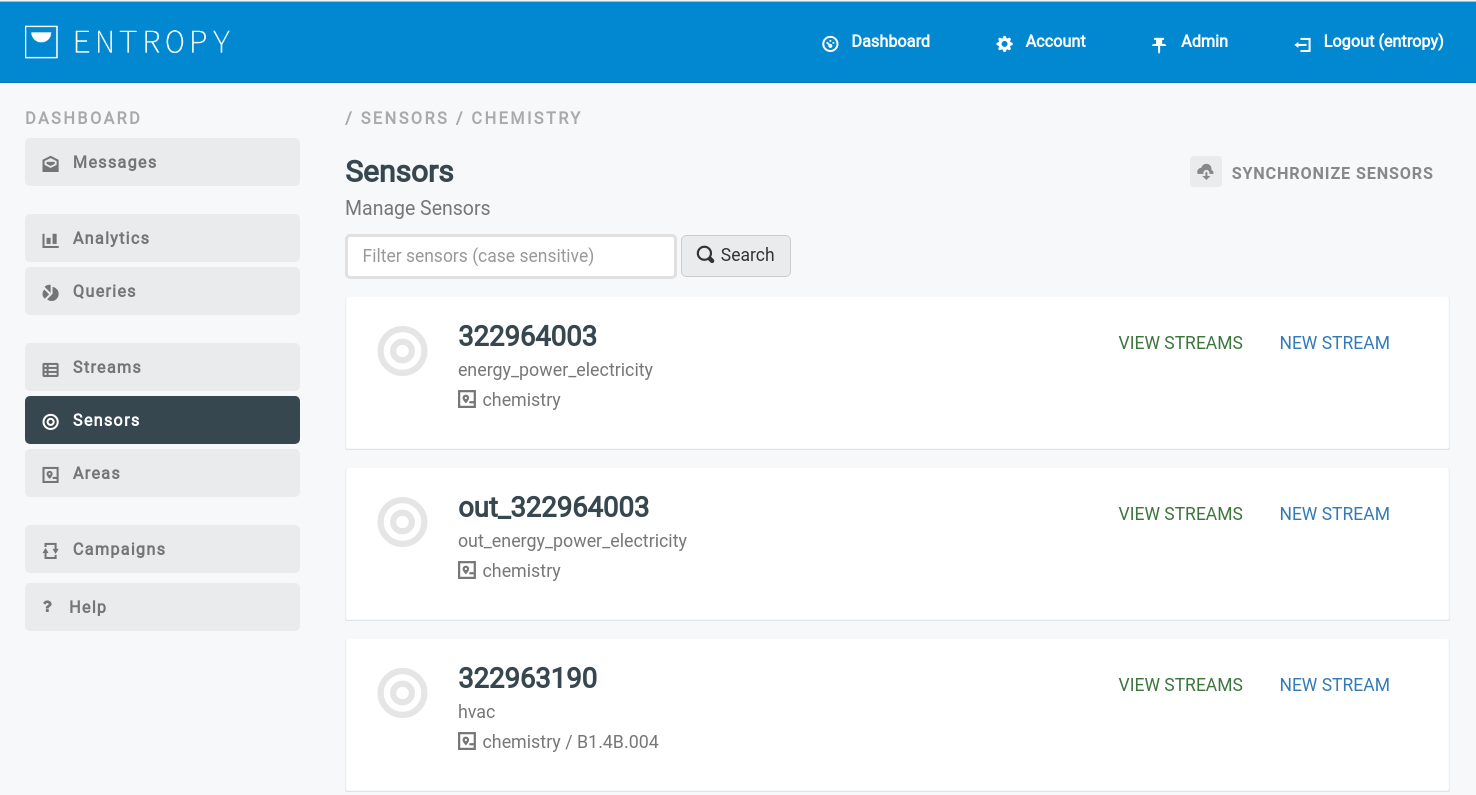 ENTROPY
Dashboard
Account
Admin
Logout (entropy)
DASHBOARD
Messages
Analytics
Queries
Streams
Sensors
Areas
Campaigns
? Help
/ SENSORS / CHEMISTRY
Sensors
SYNCHRONIZE SENSORS
Manage Sensors
Filter sensors (case sensitive)
Search
322964003
VIEW STREAMS
NEW STREAM
energy_power_electricity
chemistry
out_322964003
VIEW STREAMS
NEW STREAM
out_energy_power_electricity
chemistry
322963190
VIEW STREAMS
NEW STREAM
hvac
chemistry / B1.4B.004